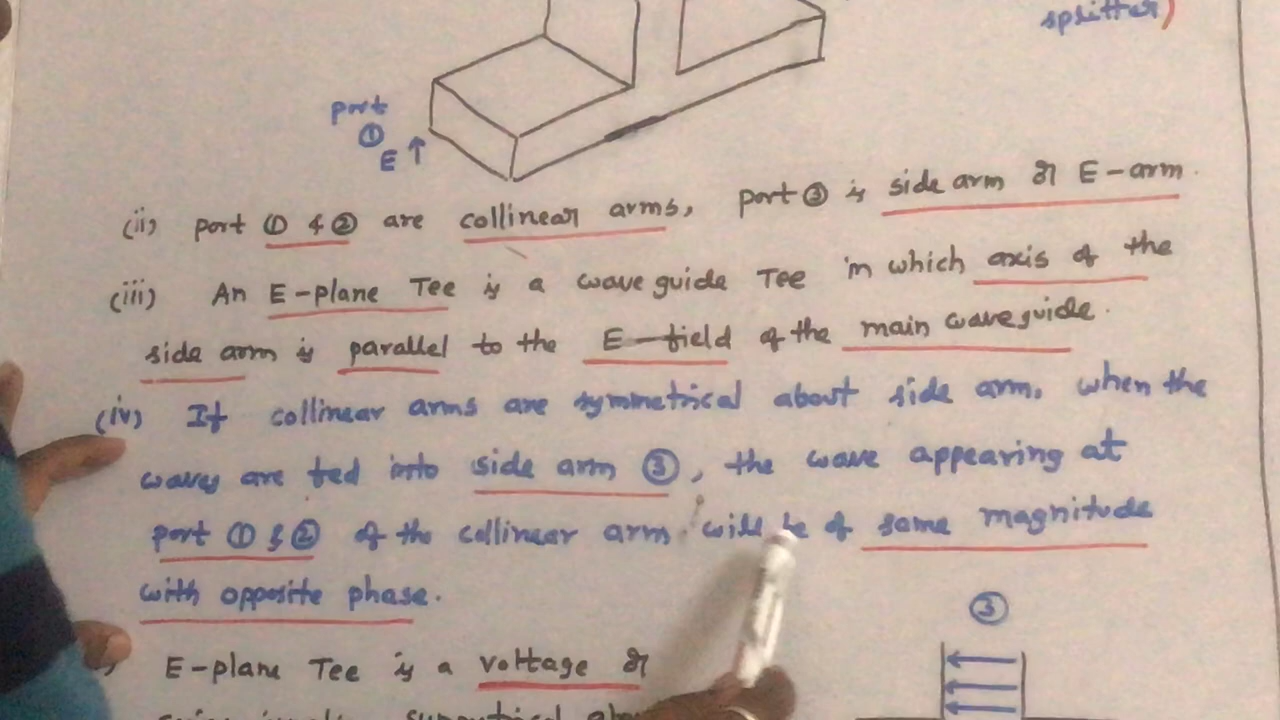 splitter)
port
①
E ↑
(ii) port ① & ② are collinear arms, port ③ is side arm or E-arm.
(iii) An E-plane Tee is a waveguide Tee in which axis of the
side arm is parallel to the E-field of the main waveguide.
(iv) If collinear arms are symmetrical about side arm. when the
waves are fed into side arm ③, the wave appearing at
port ① & ② of the collinear arm will be of same magnitude
with opposite phase.
③
E-plane Tee is a voltage or